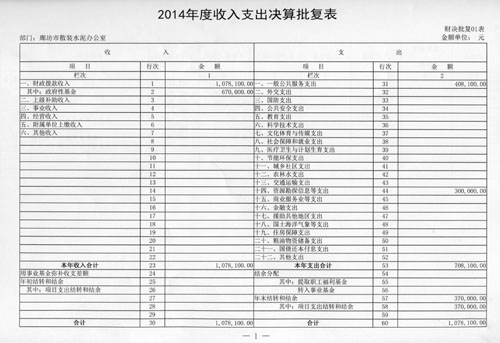 2014年度收入支出决算批复表
财决批复01表
部门：廊坊市散装水泥办公室 金额单位：元
收 入 支 出
项 目 行次 金 额 项 目 行次 金 额
栏次 1 栏次 2
一、财政拨款收入 1 1,078,100.00 一、一般公共服务支出 31 408,100.00
其中：政府性基金 2 670,000.00 二、外交支出 32
二、上级补助收入 3 三、国防支出 33
三、事业收入 4 四、公共安全支出 34
四、经营收入 5 五、教育支出 35
五、附属单位上缴收入 6 六、科学技术支出 36
六、其他收入 7 七、文化体育与传媒支出 37
8 八、社会保障和就业支出 38
9 九、医疗卫生与计划生育支出 39
10 十、节能环保支出 40
11 十一、城乡社区支出 41
12 十二、农林水支出 42
13 十三、交通运输支出 43
14 十四、资源勘探信息等支出 44 300,000.00
15 十五、商业服务业等支出 45
16 十六、金融支出 46
17 十七、援助其他地区支出 47
18 十八、国土海洋气象等支出 48
19 十九、住房保障支出 49
20 二十、粮油物资储备支出 50
21 二十一、国债还本付息支出 51
22 二十二、其他支出 52
本年收入合计 23 1,078,100.00 本年支出合计 53 708,100.00
用事业基金弥补收支差额 24 结余分配 54
年初结转和结余 25 其中：提取职工福利基金 55
其中：项目支出结转和结余 26 转入事业基金 56
27 年末结转和结余 57 370,000.00
28 其中：项目支出结转和结余 58 370,000.00
29 59
合计 30 1,078,100.00 合计 60 1,078,100.00
— 1 —